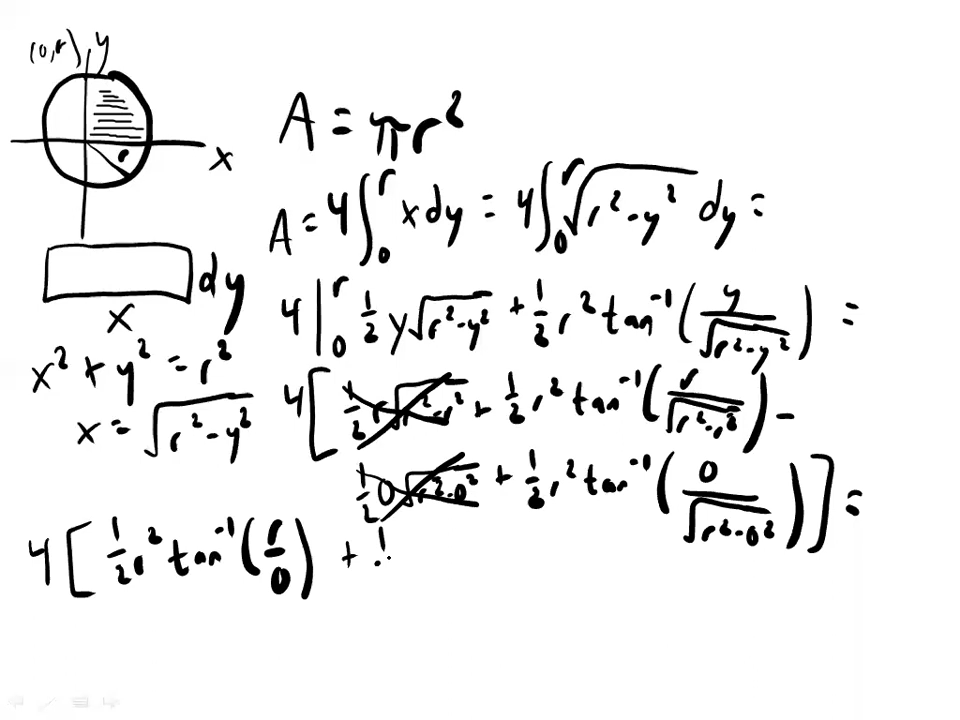 (0,r) y
r
x
A = πr²
A = 4∫₀ʳ x dy = 4∫₀ʳ √(r²-y²) dy =
dy
x
4 |₀ʳ ½ y√(r²-y²) + ½ r² tan⁻¹ (y/√(r²-y²)) =
x² + y² = r²
x = √(r²-y²)
4 [ ½ r√(r²-r²) + ½ r² tan⁻¹ (r/√(r²-r²)) -
½ 0√(r²-0²) + ½ r² tan⁻¹ (0/√(r²-0²)) ] =
4 [ ½ r² tan⁻¹ (r/0) +